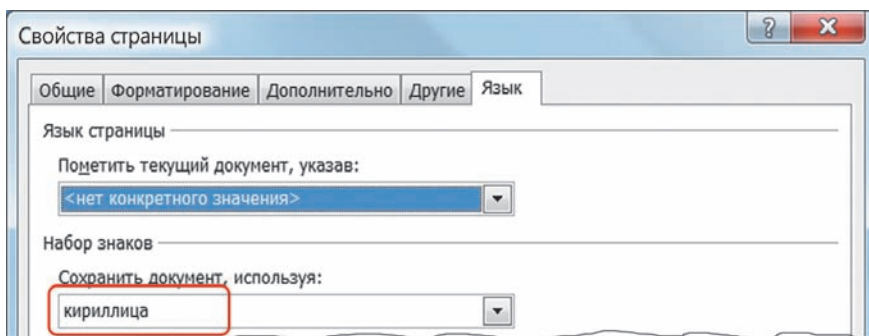 Свойства страницы
Общие Форматирование Дополнительно Другие Язык
Язык страницы
Пометить текущий документ, указав:
<нет конкретного значения>
Набор знаков
Сохранить документ, используя:
кириллица